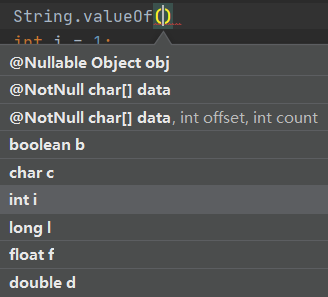 String.valueOf()
int i = 1;
@Nullable Object obj
@NotNull char[] data
@NotNull char[] data, int offset, int count
boolean b
char c
int i
long l
float f
double d